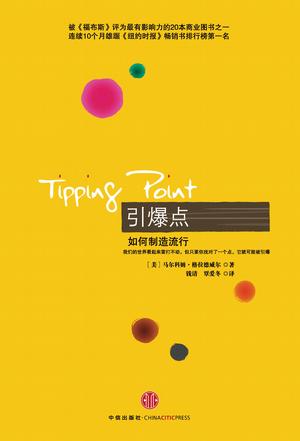 被《福布斯》评为最有影响力的20本商业图书之一
连续10个月雄踞《纽约时报》畅销书排行榜第一名
Tipping Point
引爆点
如何制造流行
我们的世界看起来雷打不动，但只要你找对了一个点，它就可能被引爆
［美］马尔科姆·格拉德威尔 著
钱清 覃爱冬 译
中信出版社·CHINACITICPRESS